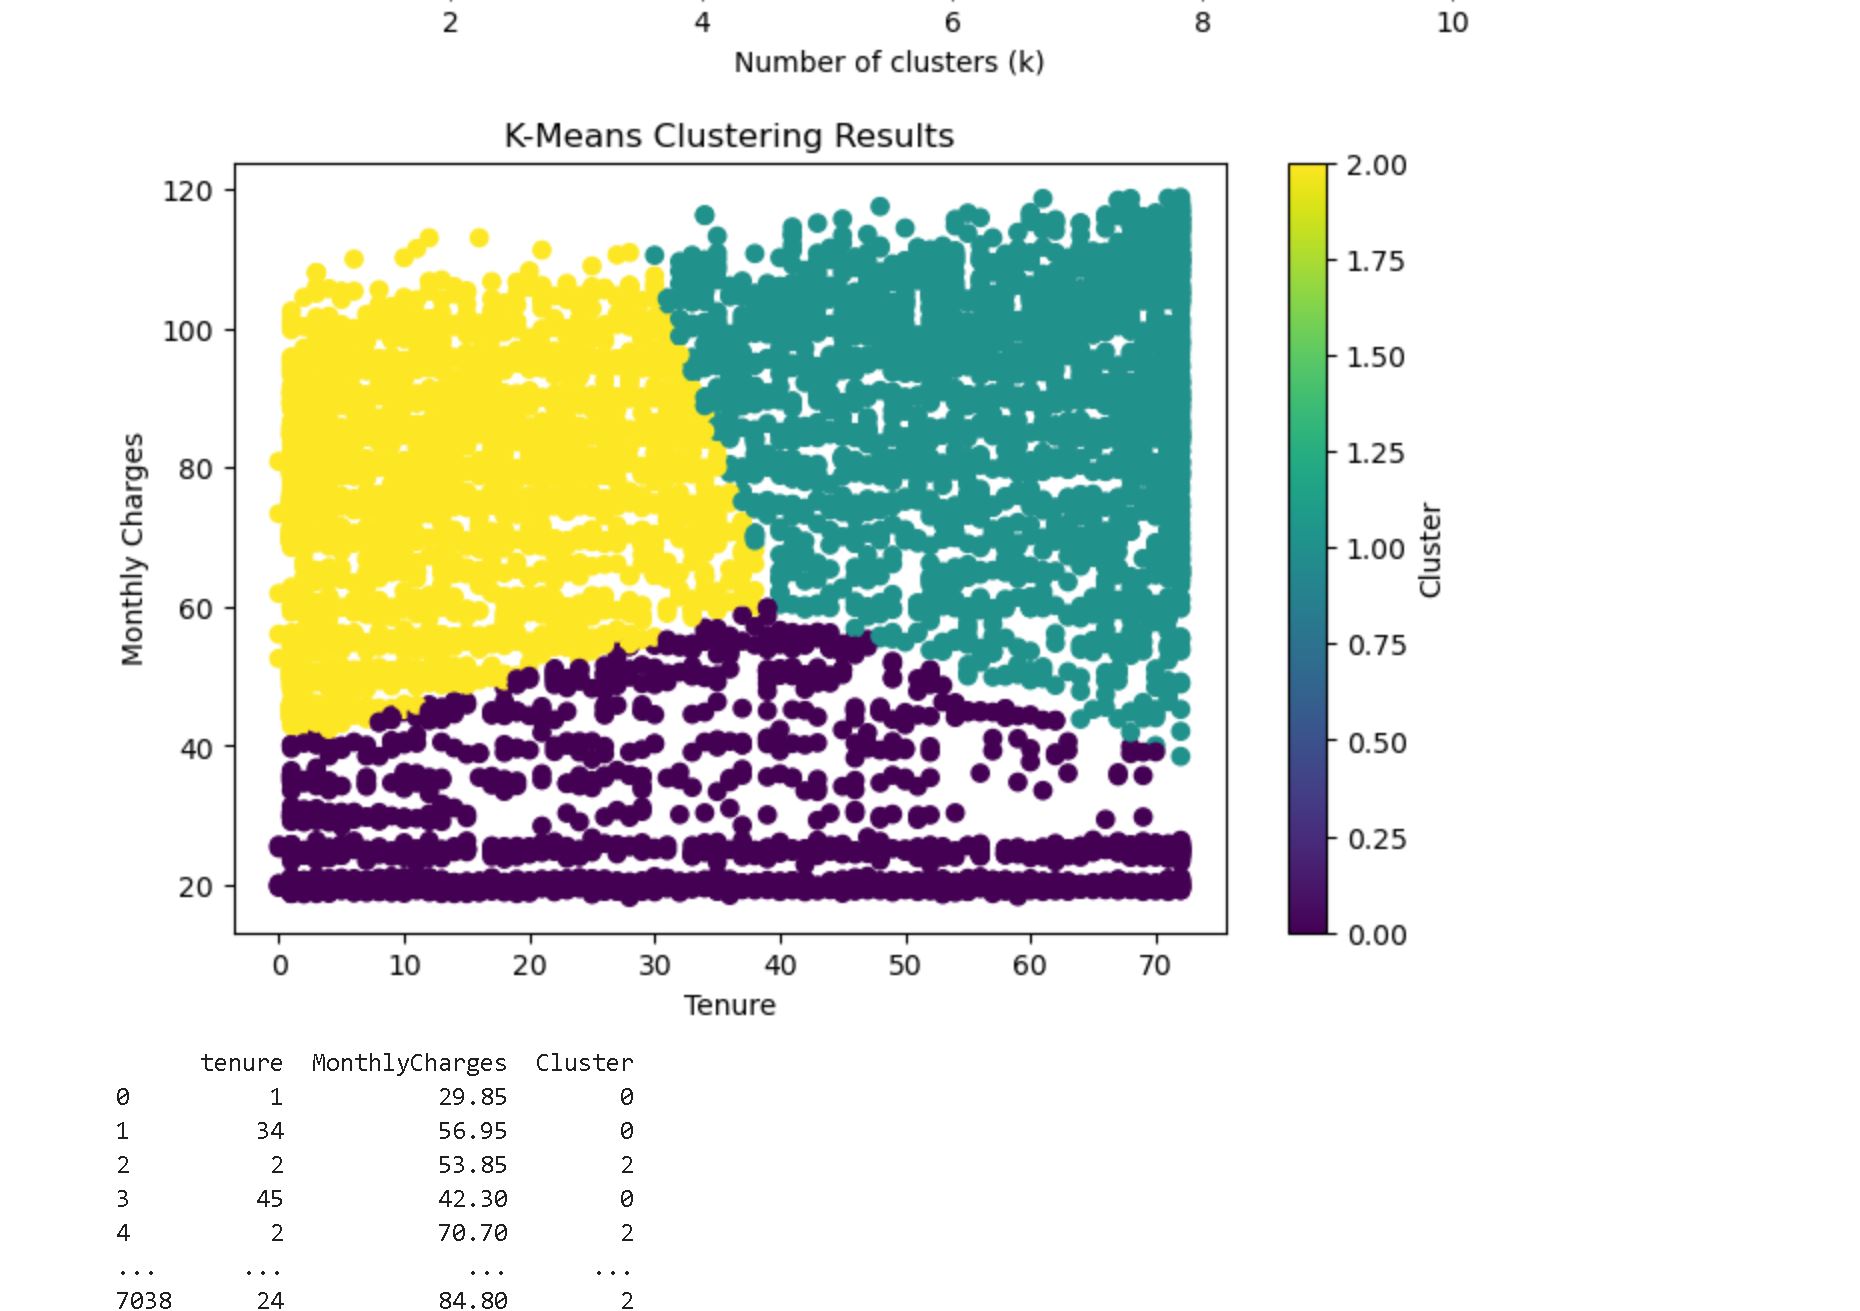 2 4 6 8 10
Number of clusters (k)
K-Means Clustering Results
120
100
80
60
40
20
Monthly Charges
0 10 20 30 40 50 60 70
Tenure
2.00
1.75
1.50
1.25
1.00
0.75
0.50
0.25
0.00
Cluster
tenure MonthlyCharges Cluster
0 1 29.85 0
1 34 56.95 0
2 2 53.85 2
3 45 42.30 0
4 2 70.70 2
... ... ... ...
7038 24 84.80 2